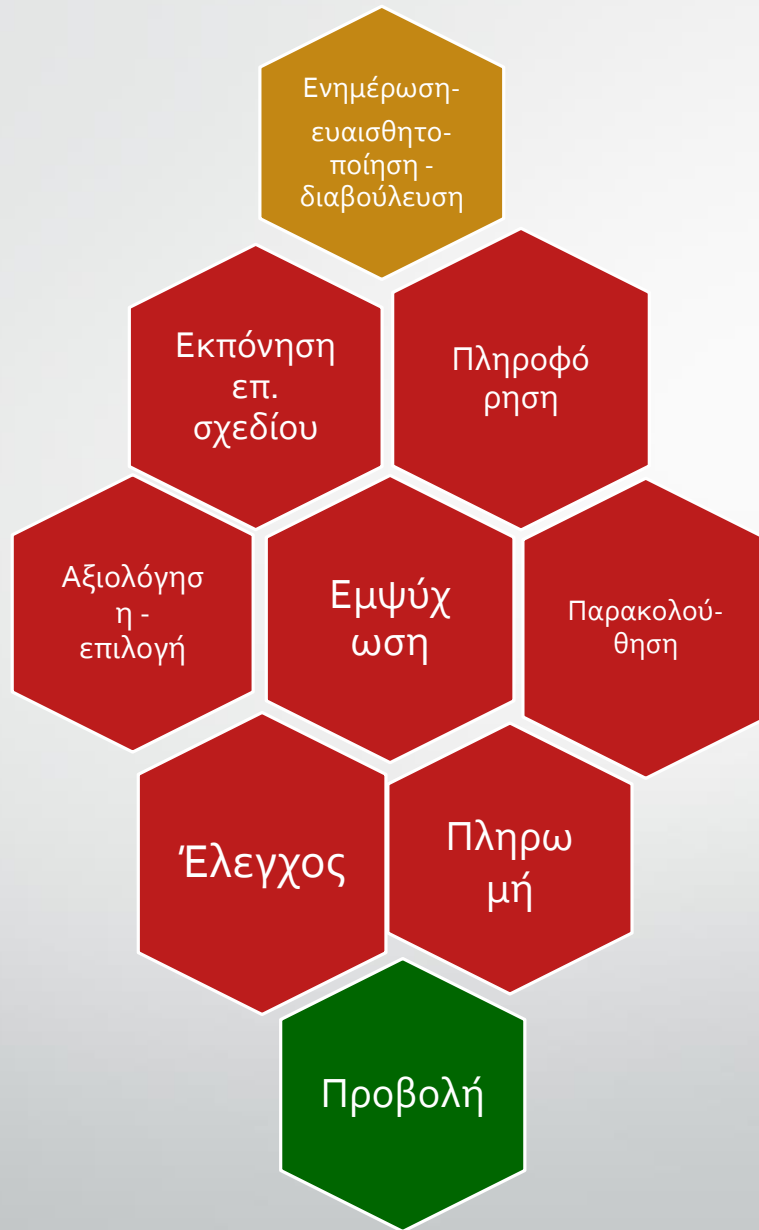 Ενημέρωση-
ευαισθητο-
ποίηση -
διαβούλευση
Εκπόνηση
επ.
σχεδίου
Πληροφό
ρηση
Αξιολόγησ
η -
επιλογή
Εμψύχ
ωση
Παρακολού-
θηση
Έλεγχος
Πληρω
μή
Προβολή